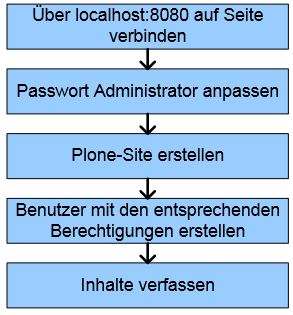 Über localhost:8080 auf Seite
verbinden
Passwort Administrator anpassen
Plone-Site erstellen
Benutzer mit den entsprechenden
Berechtigungen erstellen
Inhalte verfassen